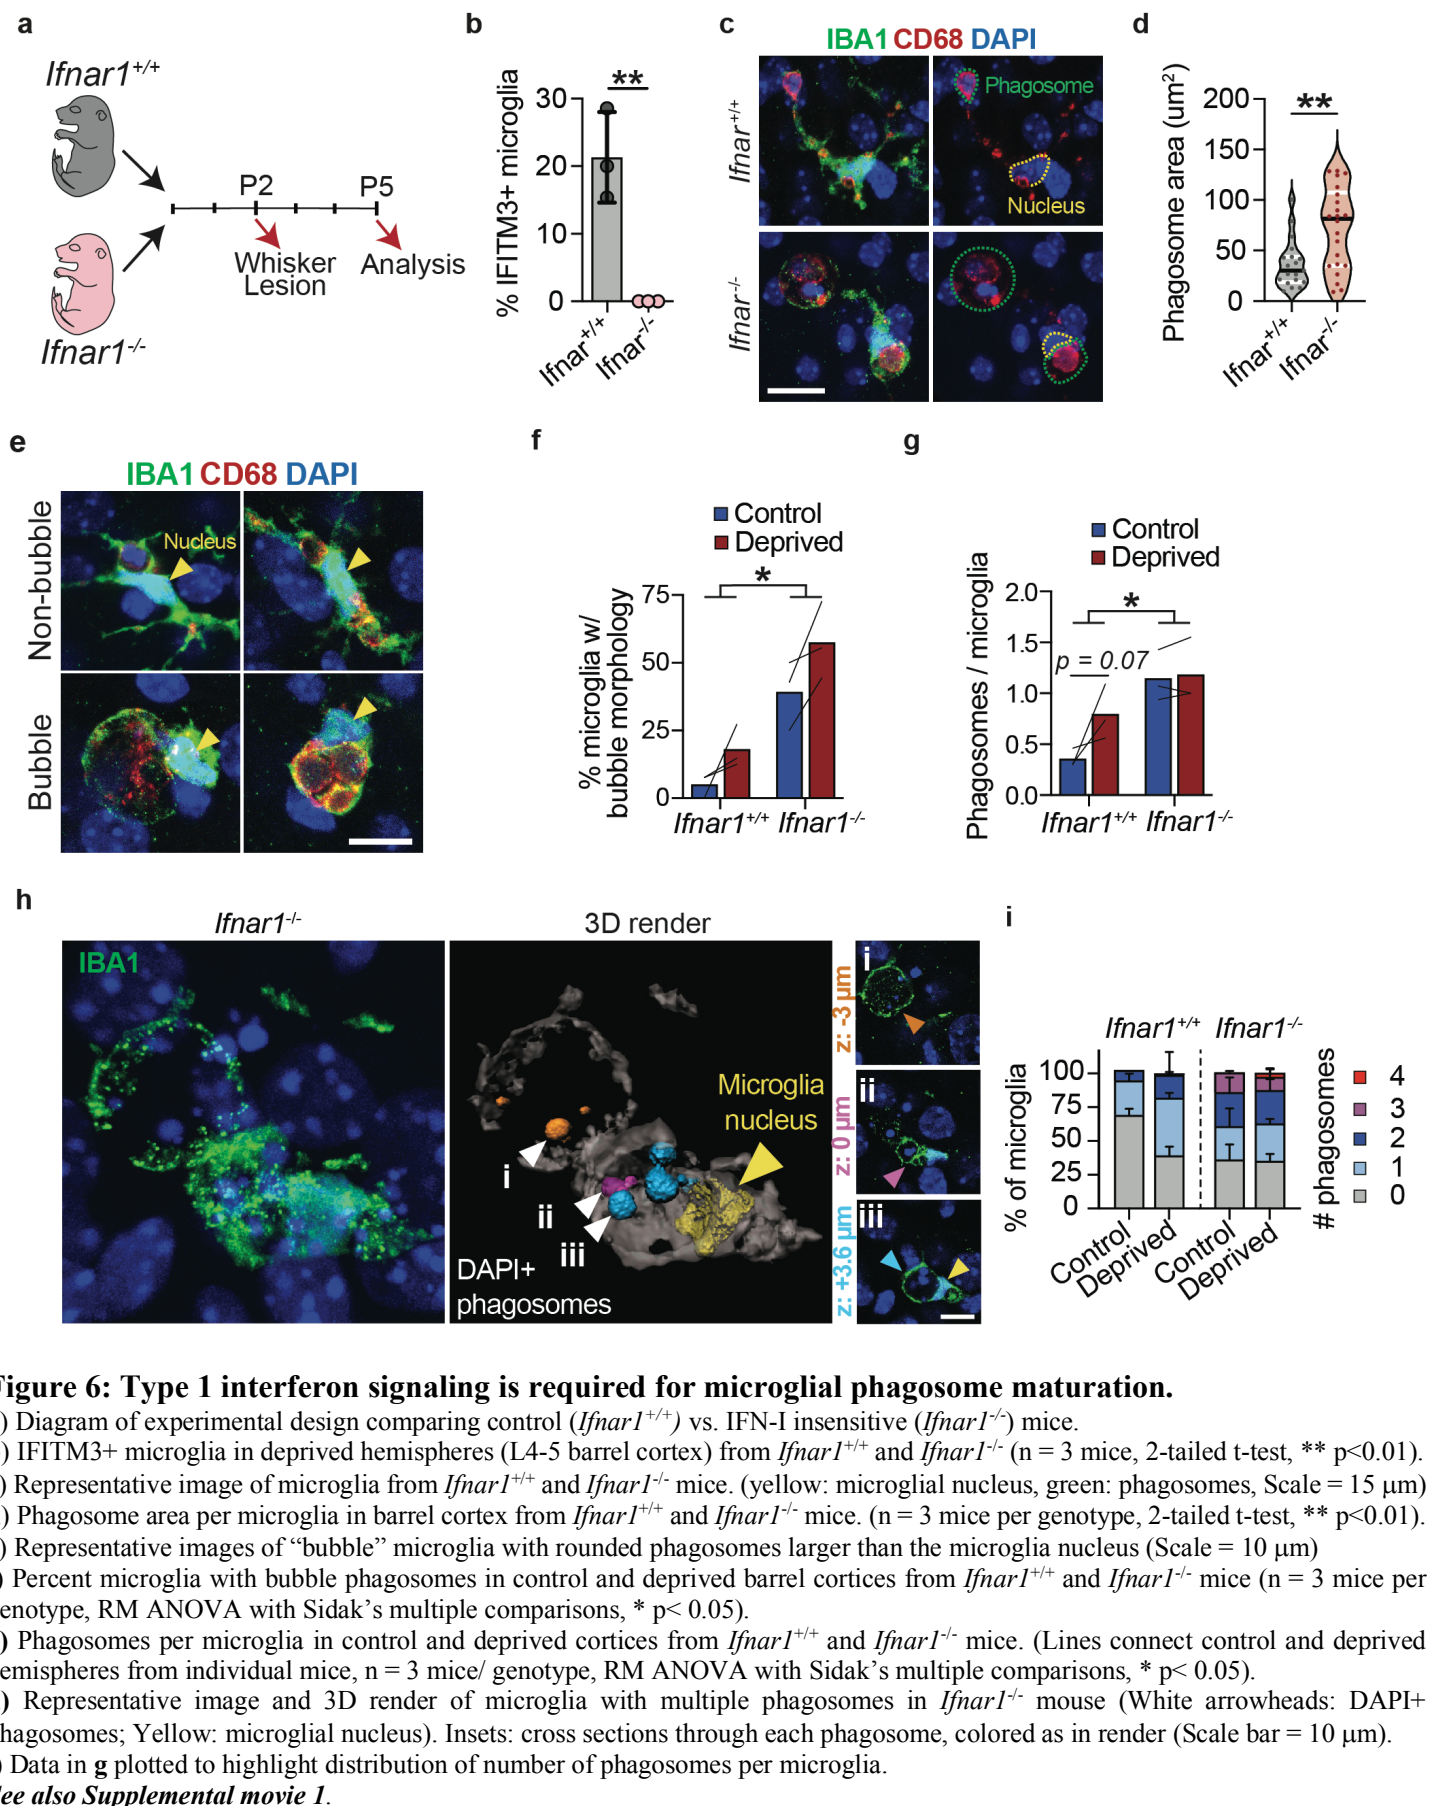 a
Ifnar1+/+
Ifnar1-/-
P2
P5
Whisker
Lesion
Analysis
b
% IFITM3+ microglia
**
30
20
10
0
Ifnar+/+
Ifnar-/-
c
IBA1 CD68 DAPI
Ifnar+/+
Phagosome
Nucleus
Ifnar-/-
d
Phagosome area (um2)
**
200
150
100
50
0
Ifnar+/+
Ifnar-/-
e
IBA1 CD68 DAPI
Non-bubble
Nucleus
Bubble
f
Control
Deprived
% microglia w/
bubble morphology
*
75
50
25
0
Ifnar1+/+ Ifnar1-/-
g
Control
Deprived
Phagosomes / microglia
*
p = 0.07
2.0
1.5
1.0
0.5
0.0
Ifnar1+/+ Ifnar1-/-
h
Ifnar1-/-
IBA1
3D render
Microglia
nucleus
i
ii
iii
DAPI+
phagosomes
z: -3 µm
i
z: 0 µm
ii
z: +3.6 µm
iii
i
Ifnar1+/+ Ifnar1-/-
% of microglia
100
75
50
25
0
Control
Deprived
Control
Deprived
# phagosomes
4
3
2
1
0
Figure 6: Type 1 interferon signaling is required for microglial phagosome maturation.
) Diagram of experimental design comparing control (Ifnar1+/+) vs. IFN-I insensitive (Ifnar1-/-) mice.
) IFITM3+ microglia in deprived hemispheres (L4-5 barrel cortex) from Ifnar1+/+ and Ifnar1-/- (n = 3 mice, 2-tailed t-test, ** p<0.01).
) Representative image of microglia from Ifnar1+/+ and Ifnar1-/- mice. (yellow: microglial nucleus, green: phagosomes, Scale = 15 µm)
) Phagosome area per microglia in barrel cortex from Ifnar1+/+ and Ifnar1-/- mice. (n = 3 mice per genotype, 2-tailed t-test, ** p<0.01).
) Representative images of “bubble” microglia with rounded phagosomes larger than the microglia nucleus (Scale = 10 µm)
) Percent microglia with bubble phagosomes in control and deprived barrel cortices from Ifnar1+/+ and Ifnar1-/- mice (n = 3 mice per
enotype, RM ANOVA with Sidak’s multiple comparisons, * p< 0.05).
) Phagosomes per microglia in control and deprived cortices from Ifnar1+/+ and Ifnar1-/- mice. (Lines connect control and deprived
emispheres from individual mice, n = 3 mice/ genotype, RM ANOVA with Sidak’s multiple comparisons, * p< 0.05).
) Representative image and 3D render of microglia with multiple phagosomes in Ifnar1-/- mouse (White arrowheads: DAPI+
hagosomes; Yellow: microglial nucleus). Insets: cross sections through each phagosome, colored as in render (Scale bar = 10 µm).
) Data in g plotted to highlight distribution of number of phagosomes per microglia.
ee also Supplemental movie 1.